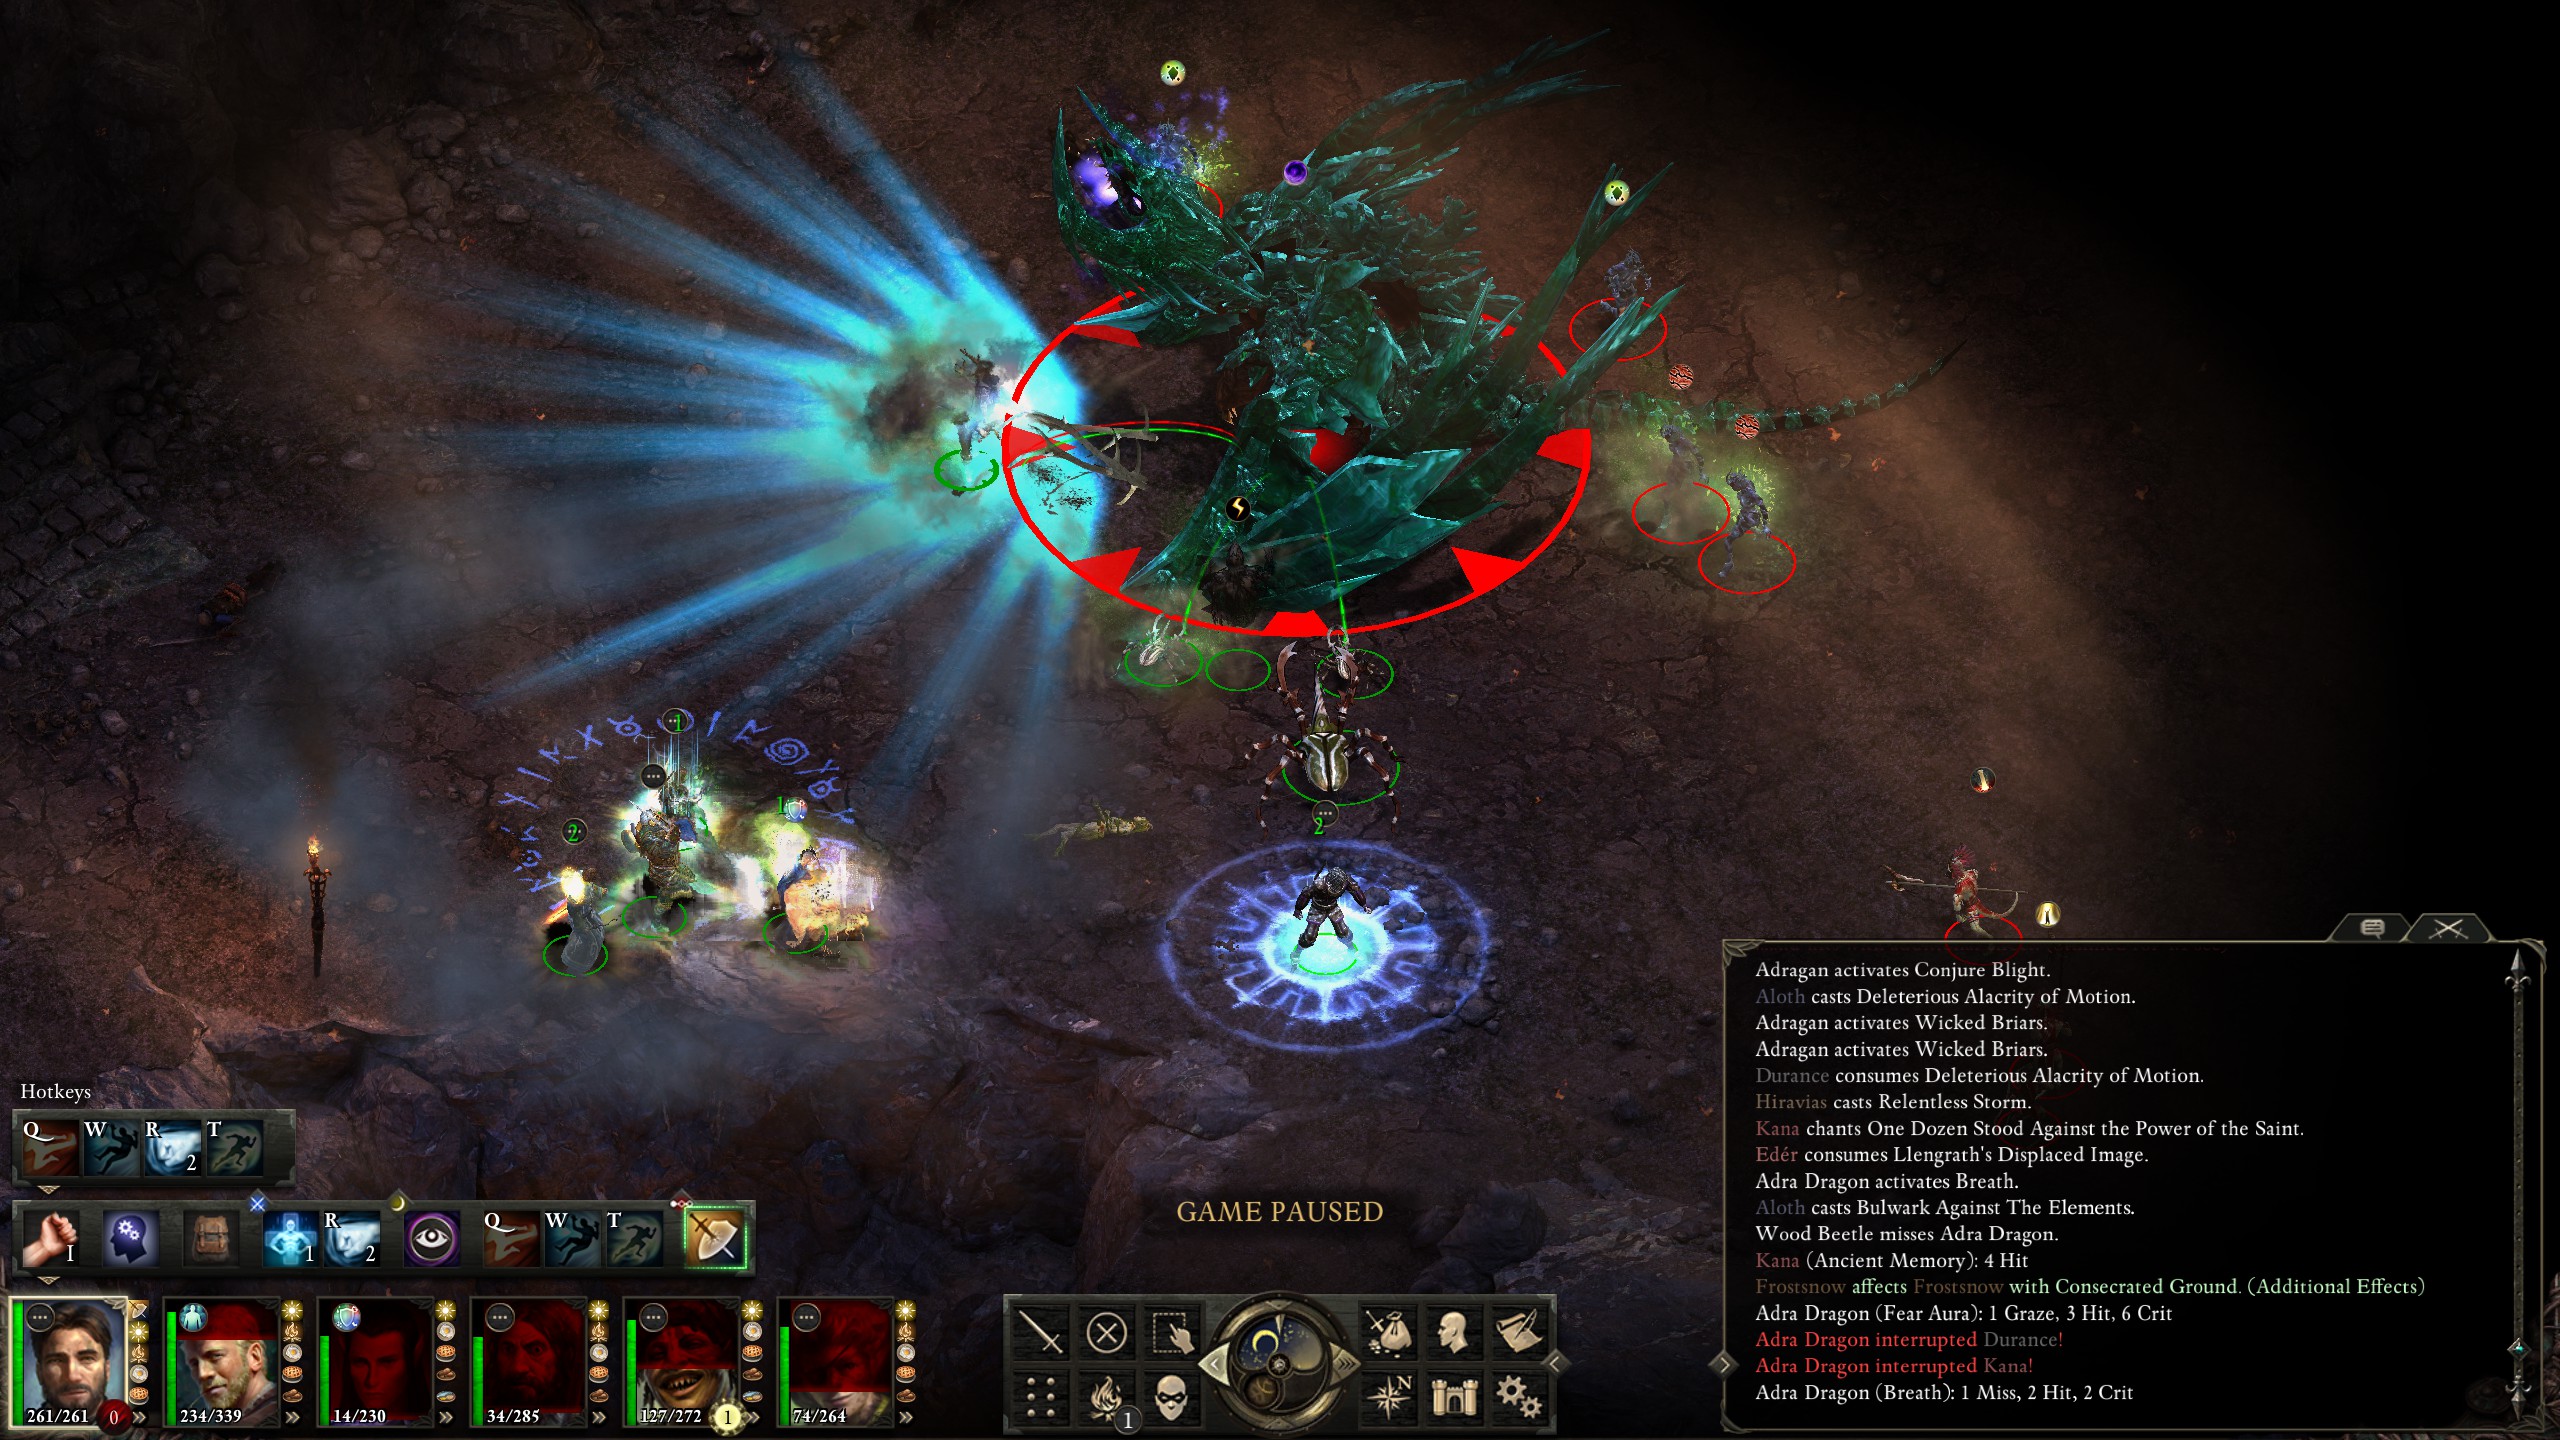 1
1
2
2
Hotkeys
Q W R T
2
GAME PAUSED
R Q W T
I 1 2
261/261 0
234/339
14/230
34/285
127/272 1
74/264
N
1
Adragan activates Conjure Blight.
Aloth casts Deleterious Alacrity of Motion.
Adragan activates Wicked Briars.
Adragan activates Wicked Briars.
Durance consumes Deleterious Alacrity of Motion.
Hiravias casts Relentless Storm.
Kana chants One Dozen Stood Against the Power of the Saint.
Edér consumes Llengrath's Displaced Image.
Adra Dragon activates Breath.
Aloth casts Bulwark Against The Elements.
Wood Beetle misses Adra Dragon.
Kana (Ancient Memory): 4 Hit
Frostsnow affects Frostsnow with Consecrated Ground. (Additional Effects)
Adra Dragon (Fear Aura): 1 Graze, 3 Hit, 6 Crit
Adra Dragon interrupted Durance!
Adra Dragon interrupted Kana!
Adra Dragon (Breath): 1 Miss, 2 Hit, 2 Crit